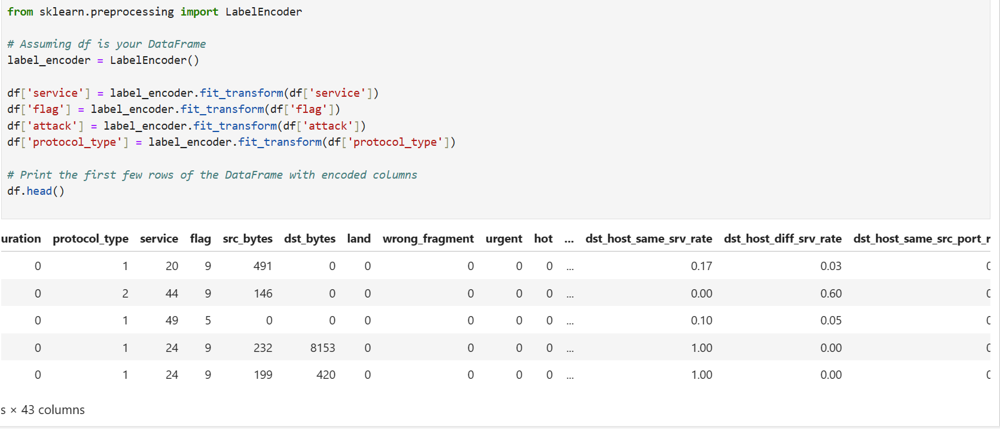 from sklearn.preprocessing import LabelEncoder
# Assuming df is your DataFrame
label_encoder = LabelEncoder()
df['service'] = label_encoder.fit_transform(df['service'])
df['flag'] = label_encoder.fit_transform(df['flag'])
df['attack'] = label_encoder.fit_transform(df['attack'])
df['protocol_type'] = label_encoder.fit_transform(df['protocol_type'])
# Print the first few rows of the DataFrame with encoded columns
df.head()
uration protocol_type service flag src_bytes dst_bytes land wrong_fragment urgent hot ... dst_host_same_srv_rate dst_host_diff_srv_rate dst_host_same_src_port_r
0 1 20 9 491 0 0 0 0 0 ... 0.17 0.03 0
0 2 44 9 146 0 0 0 0 0 ... 0.00 0.60 0
0 1 49 5 0 0 0 0 0 0 ... 0.10 0.05 0
0 1 24 9 232 8153 0 0 0 0 ... 1.00 0.00 0
0 1 24 9 199 420 0 0 0 0 ... 1.00 0.00 0
s × 43 columns